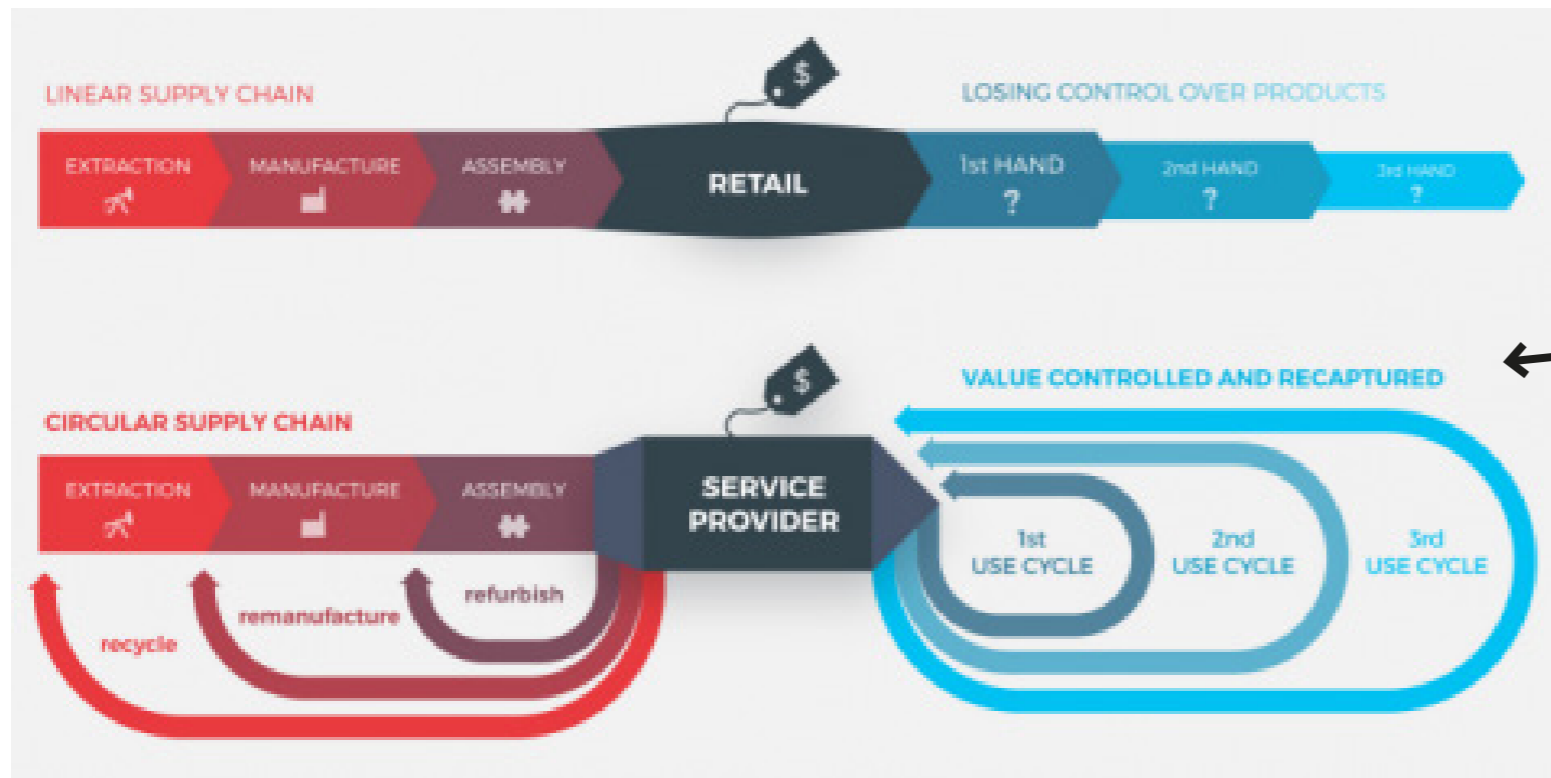 $
LINEAR SUPPLY CHAIN
LOSING CONTROL OVER PRODUCTS
EXTRACTION
MANUFACTURE
ASSEMBLY
RETAIL
1st HAND
?
2nd HAND
?
3rd HAND
?
$
VALUE CONTROLLED AND RECAPTURED
CIRCULAR SUPPLY CHAIN
EXTRACTION
MANUFACTURE
ASSEMBLY
SERVICE
PROVIDER
1st
USE CYCLE
2nd
USE CYCLE
3rd
USE CYCLE
refurbish
remanufacture
recycle